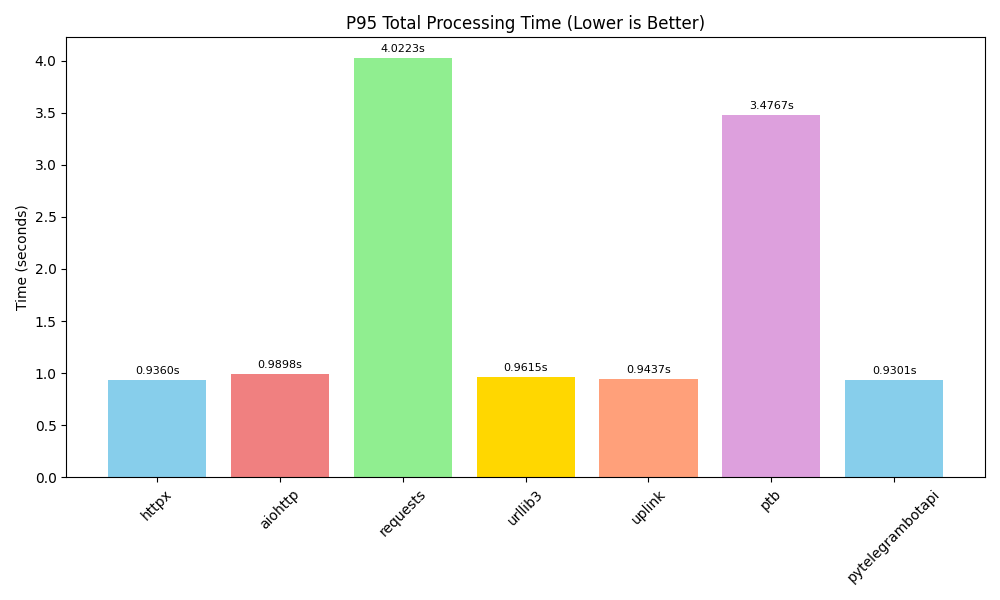 P95 Total Processing Time (Lower is Better)
Time (seconds)
4.0
3.5
3.0
2.5
2.0
1.5
1.0
0.5
0.0
0.9360s
0.9898s
4.0223s
0.9615s
0.9437s
3.4767s
0.9301s
httpx
aiohttp
requests
urllib3
uplink
ptb
pytelegrambotapi